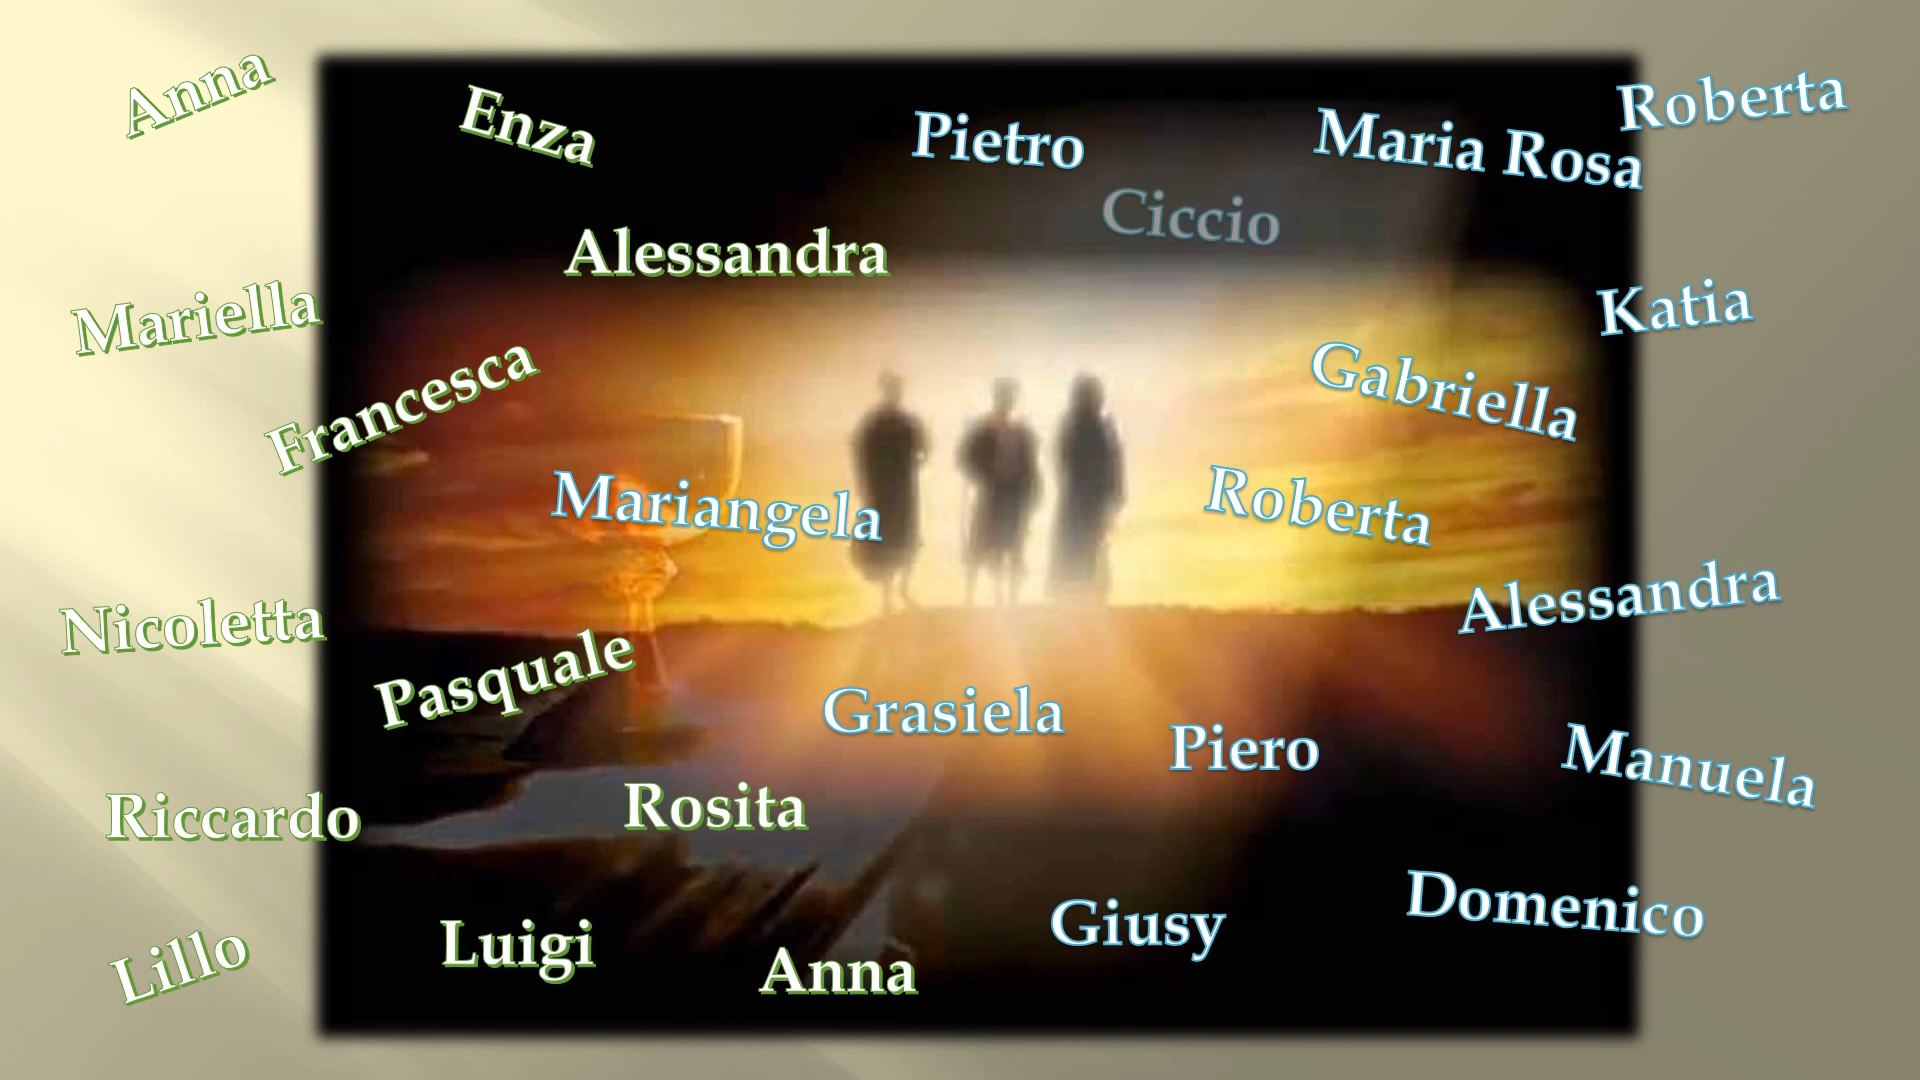 Anna
Enza
Pietro
Maria Rosa
Roberta
Ciccio
Alessandra
Mariella
Katia
Francesca
Gabriella
Mariangela
Roberta
Nicoletta
Alessandra
Pasquale
Grasiela
Piero
Manuela
Riccardo
Rosita
Domenico
Giusy
Luigi
Lillo
Anna